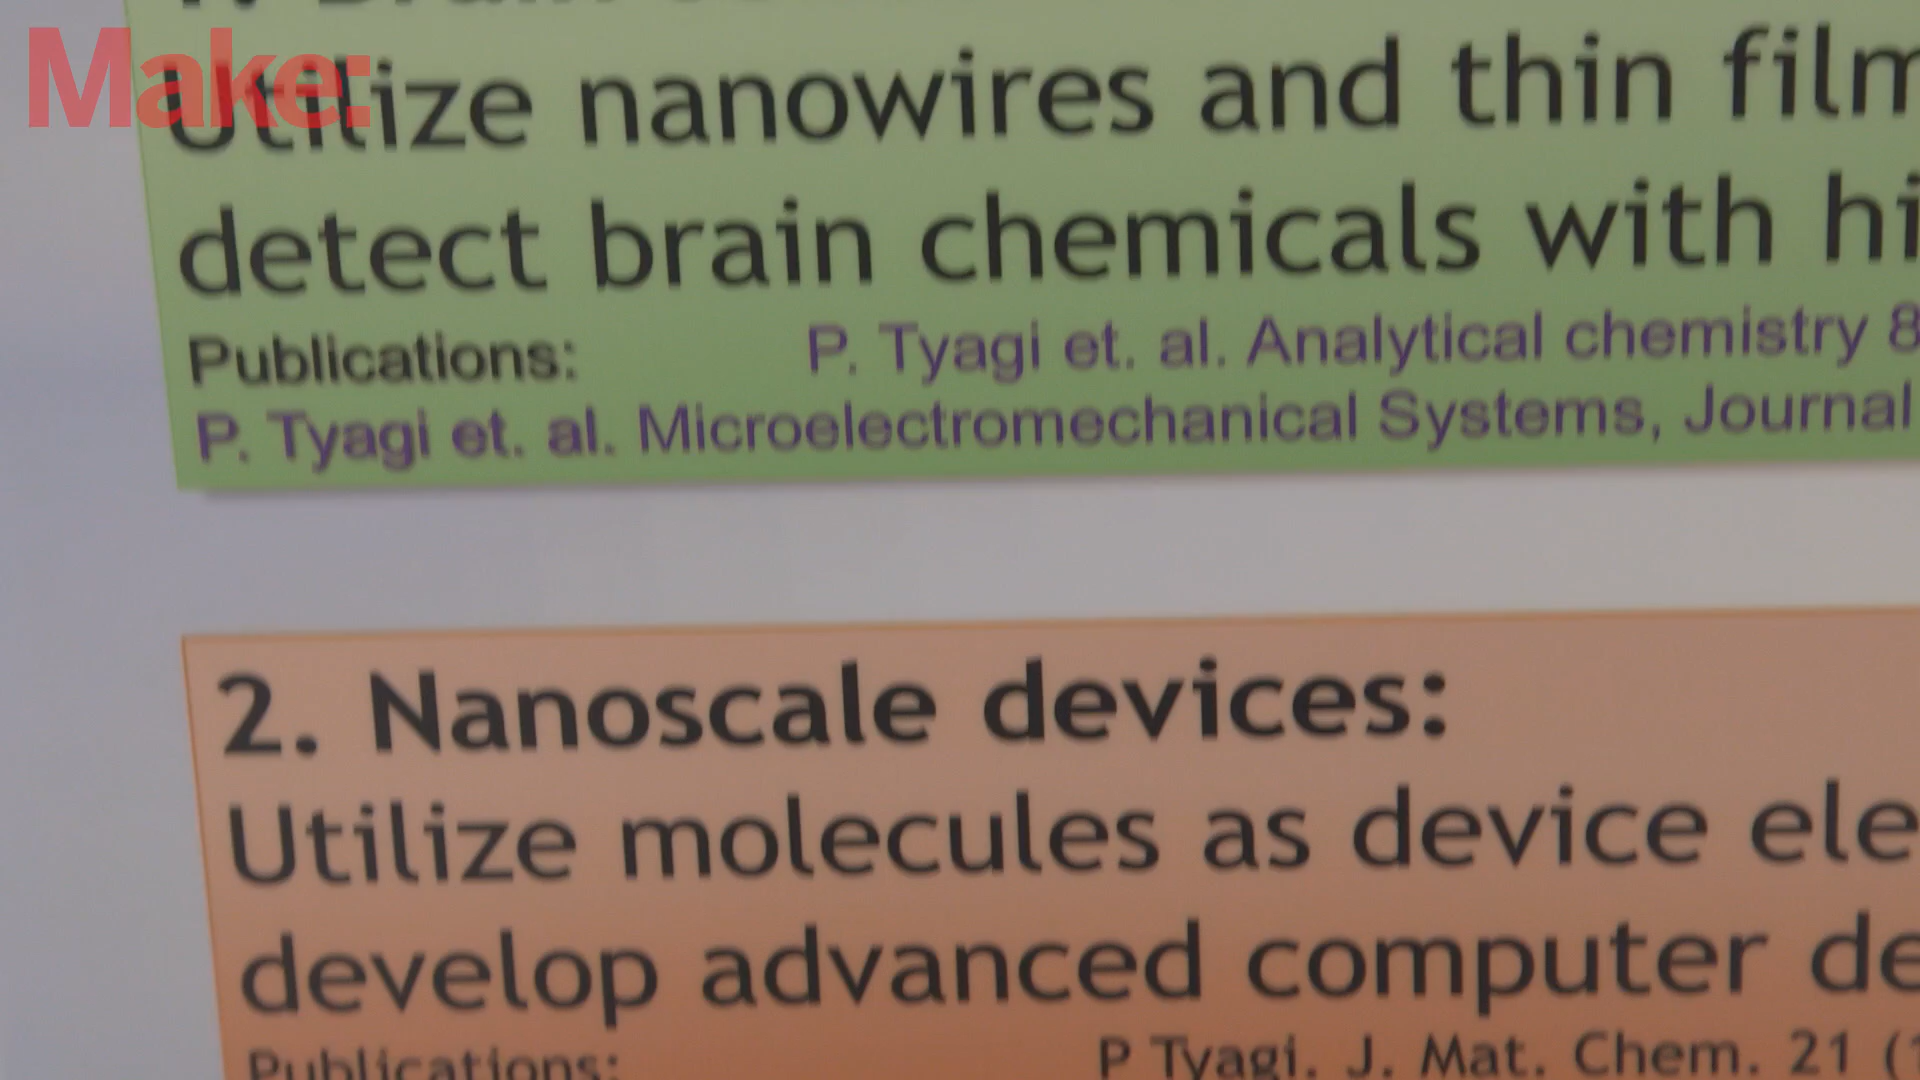 Make:
Utilize nanowires and thin film
detect brain chemicals with hi
Publications: P. Tyagi et. al. Analytical chemistry 8
P. Tyagi et. al. Microelectromechanical Systems, Journal
2. Nanoscale devices:
Utilize molecules as device ele
develop advanced computer de
Publications: P Tyagi. J. Mat. Chem. 21 (1